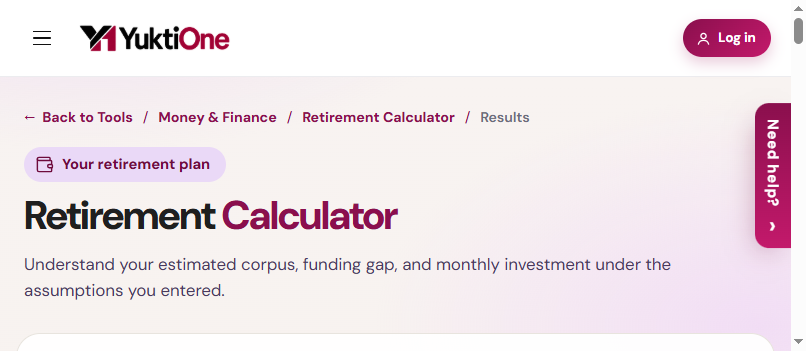 YuktiOne
Log in
← Back to Tools / Money & Finance / Retirement Calculator / Results
Need help? ›
Your retirement plan
Retirement Calculator
Understand your estimated corpus, funding gap, and monthly investment under the
assumptions you entered.